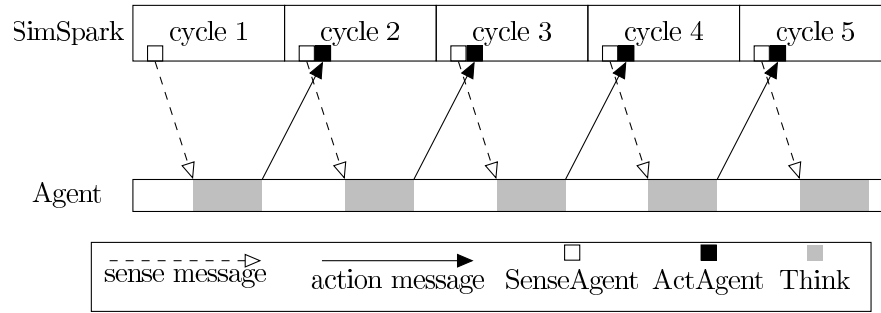 SimSpark cycle 1 cycle 2 cycle 3 cycle 4 cycle 5
Agent
sense message action message SenseAgent ActAgent Think